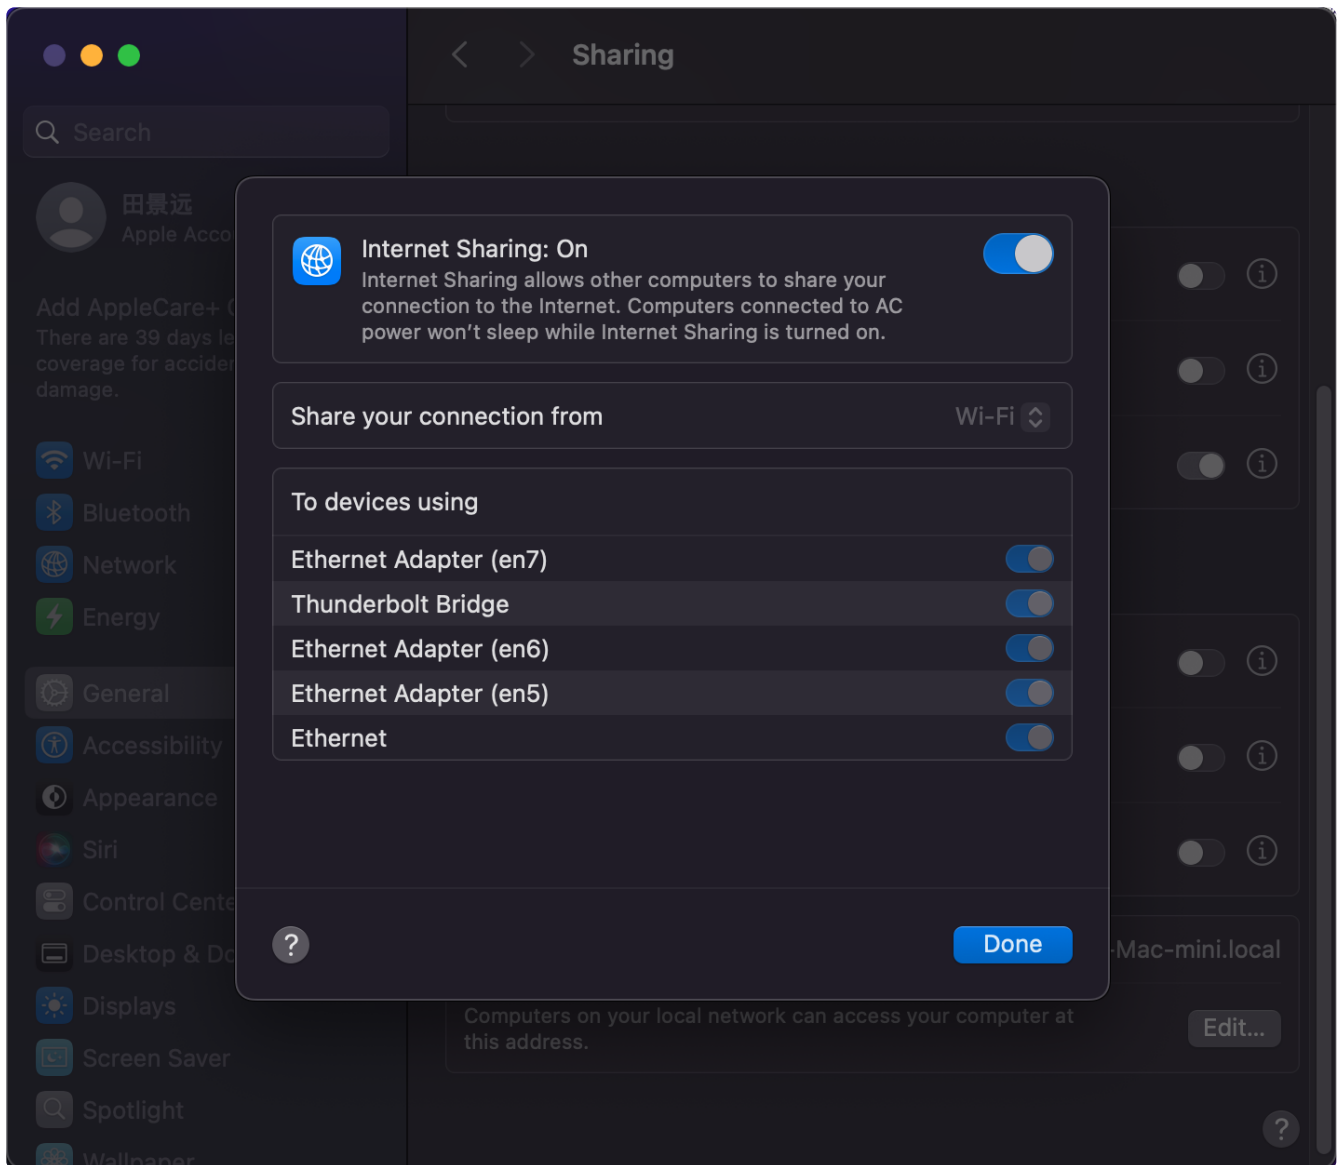 Sharing
Search
田景远
Apple Acco
Add AppleCare+
There are 39 days le
coverage for acciden
damage.
Wi-Fi
Bluetooth
Network
Energy
General
Accessibility
Appearance
Siri
Control Cente
Desktop & Do
Displays
Screen Saver
Spotlight
Wallpaper
Internet Sharing: On
Internet Sharing allows other computers to share your
connection to the Internet. Computers connected to AC
power won't sleep while Internet Sharing is turned on.
Share your connection from
Wi-Fi
To devices using
Ethernet Adapter (en7)
Thunderbolt Bridge
Ethernet Adapter (en6)
Ethernet Adapter (en5)
Ethernet
?
Done
-Mac-mini.local
Computers on your local network can access your computer at
this address.
Edit...
?